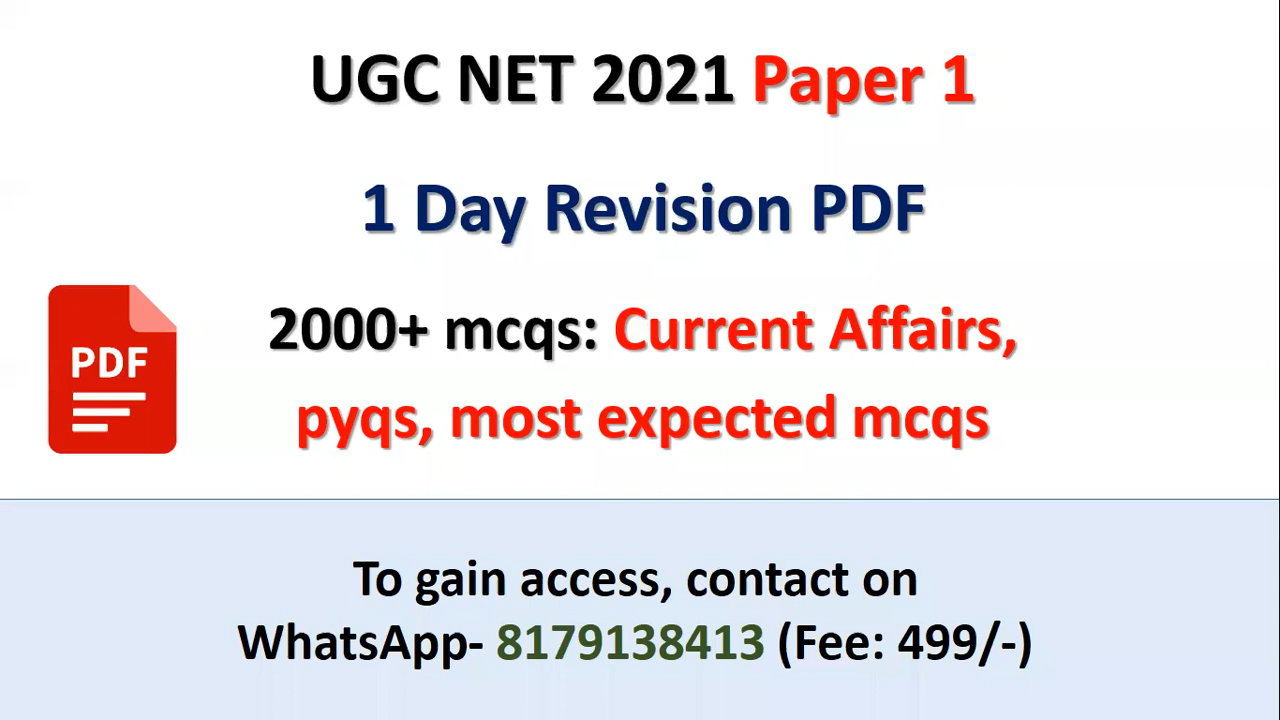 UGC NET 2021 Paper 1
1 Day Revision PDF
PDF
2000+ mcqs: Current Affairs,
pyqs, most expected mcqs
To gain access, contact on
WhatsApp- 8179138413 (Fee: 499/-)